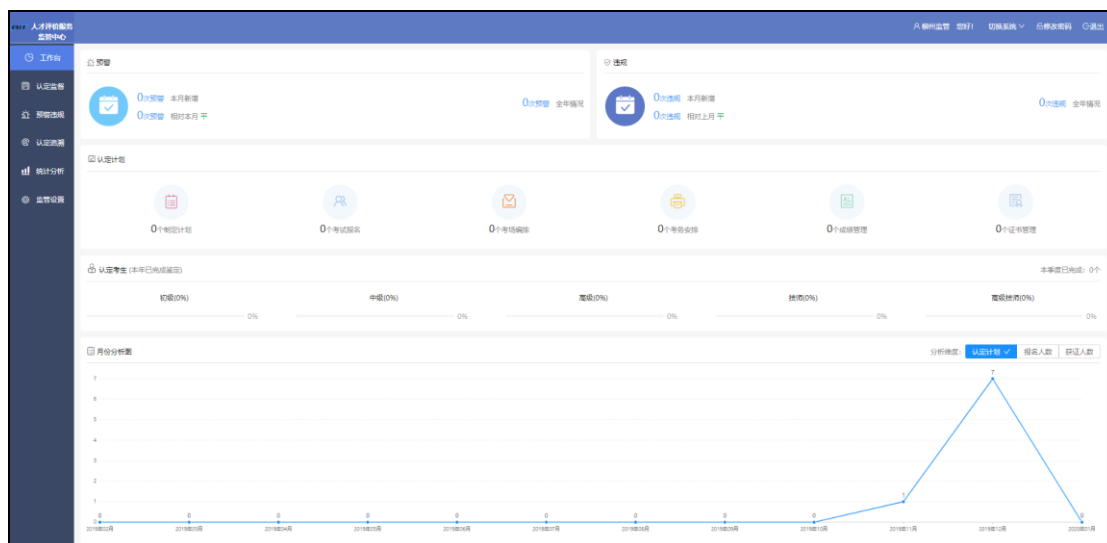 人才评价服务
监管中心
柳州监管 您好! 切换系统 修改密码 退出
工作台
认定监督
预警违规
认定追溯
统计分析
监管设置
预警
0次预警 本月新增
0次预警 相对本月 平
0次预警 全年情况
违规
0次违规 本月新增
0次违规 相对上月 平
0次违规 全年情况
认定计划
0个制定计划 0个考试报名 0个考场编排 0个考务安排 0个成绩管理 0个证书管理
认定考生 (本年已完成鉴定) 本季度已完成: 0个
初级(0%) 中级(0%) 高级(0%) 技师(0%) 高级技师(0%)
0% 0% 0% 0% 0%
月份分析图 分析维度: 认定计划 报名人数 获证人数
7
6
5
4
3
2
1
0
0 0 0 0 0 0 0 0 0 1 7 0
2019年02月 2019年03月 2019年04月 2019年05月 2019年06月 2019年07月 2019年08月 2019年09月 2019年10月 2019年11月 2019年12月 2020年01月